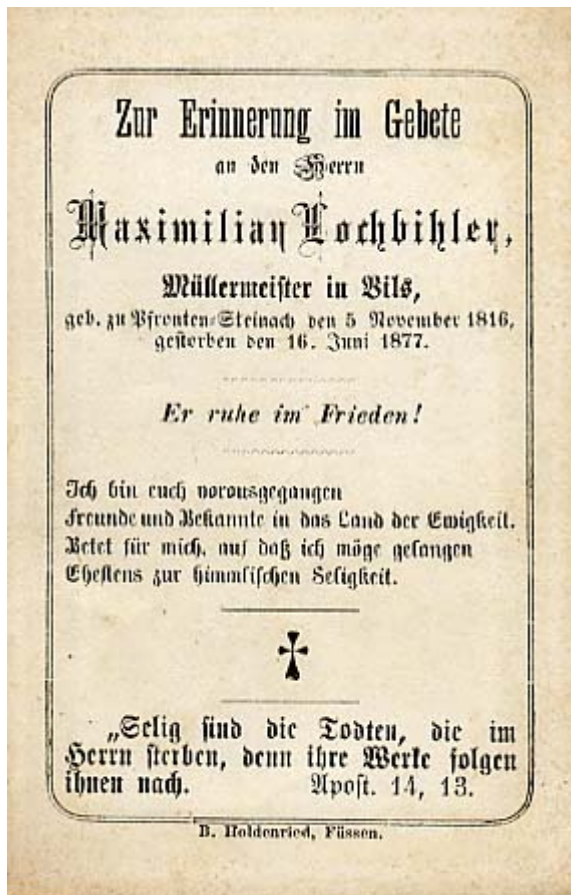 Zur Erinnerung im Gebete
an den Herrn
Maximilian Lochbihler,
Müllermeister in Vils,
geb. zu Pfronten-Steinach den 5 November 1816,
gestorben den 16. Juni 1877.
Er ruhe im Frieden!
Ich bin euch vorausgegangen
Freunde und Bekannte in das Land der Ewigkeit.
Betet für mich, auf daß ich möge gelangen
Ehestens zur himmlischen Seligkeit.
„Selig sind die Todten, die im
Herrn sterben, denn ihre Werke folgen
ihnen nach. Apost. 14, 13.
B. Holdenried, Füssen.